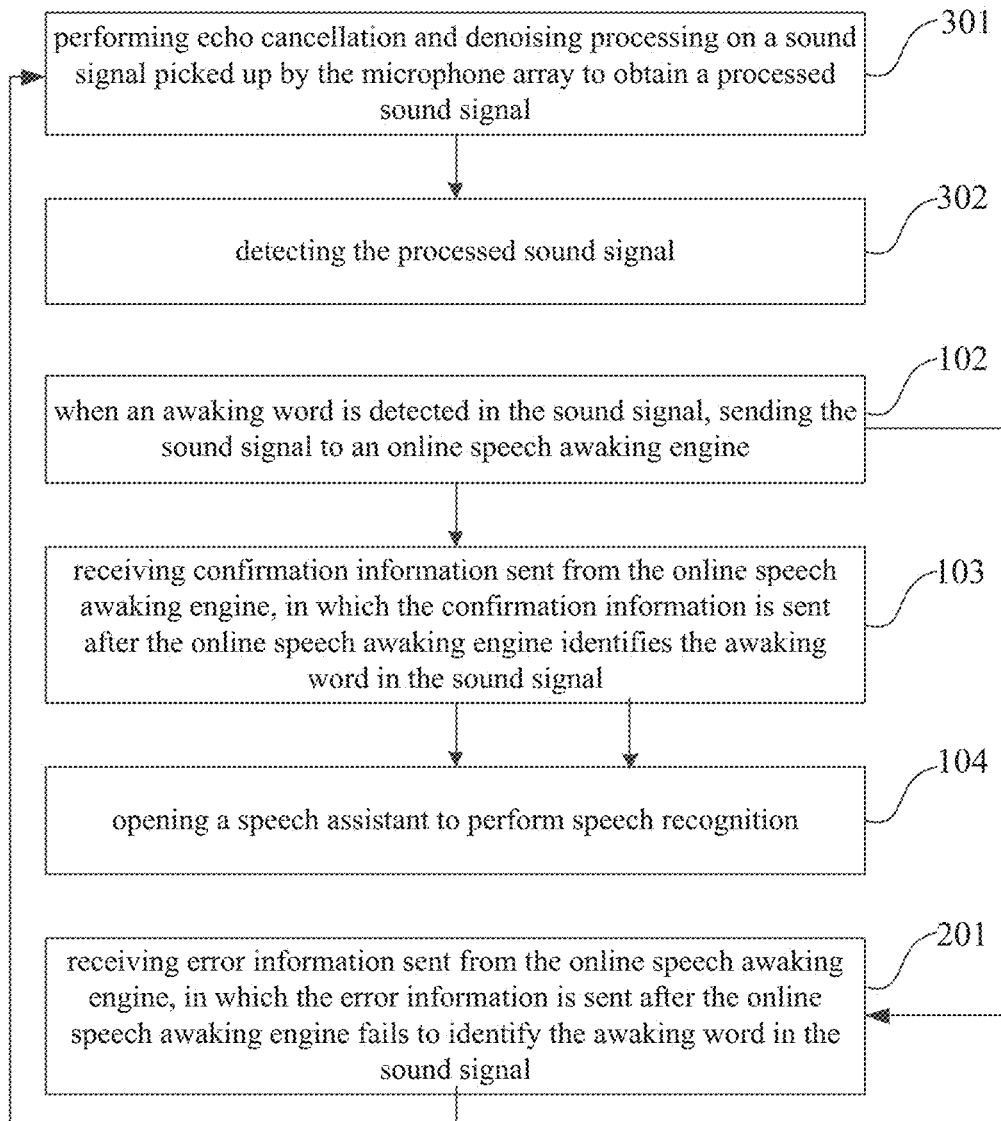 301
performing echo cancellation and denoising processing on a sound
signal picked up by the microphone array to obtain a processed
sound signal
302
detecting the processed sound signal
102
when an awaking word is detected in the sound signal, sending the
sound signal to an online speech awaking engine
103
receiving confirmation information sent from the online speech
awaking engine, in which the confirmation information is sent
after the online speech awaking engine identifies the awaking
word in the sound signal
104
opening a speech assistant to perform speech recognition
201
receiving error information sent from the online speech awaking
engine, in which the error information is sent after the online
speech awaking engine fails to identify the awaking word in the
sound signal